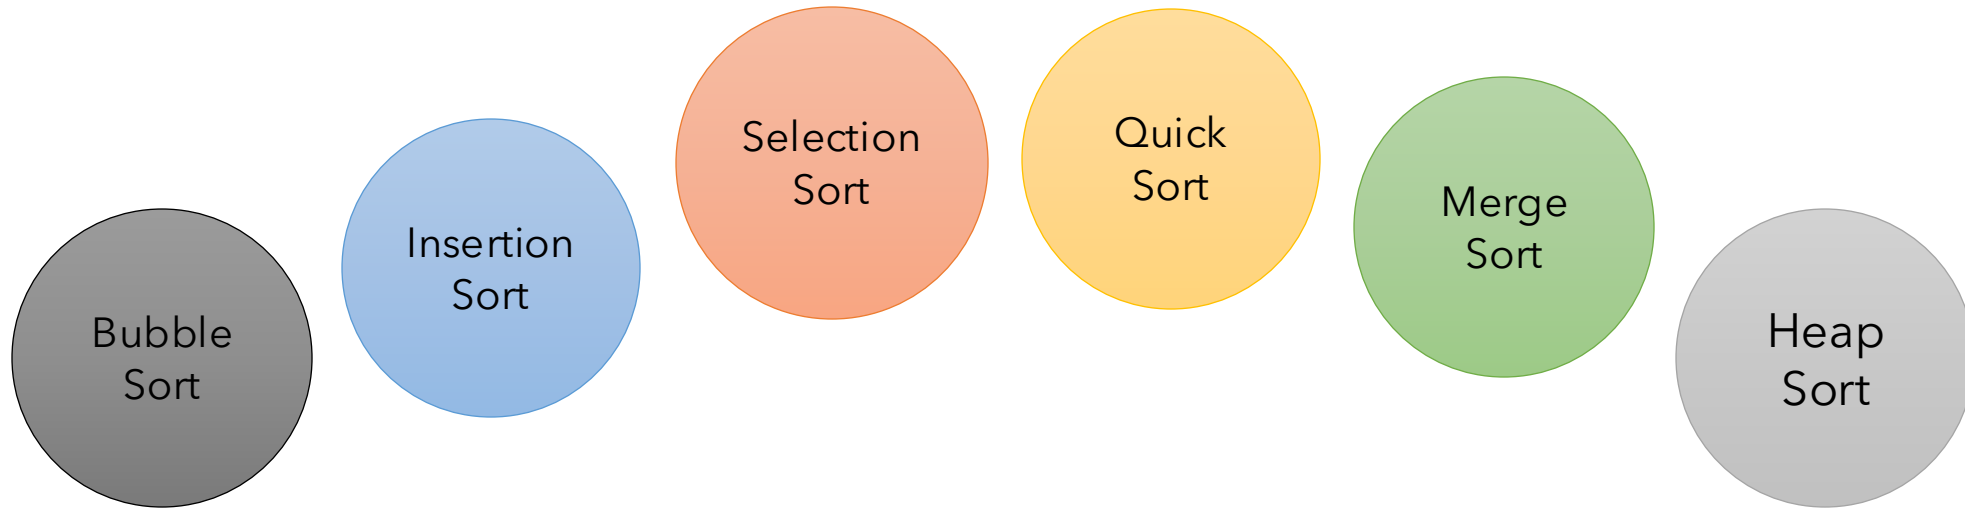 Bubble
Sort
Insertion
Sort
Selection
Sort
Quick
Sort
Merge
Sort
Heap
Sort